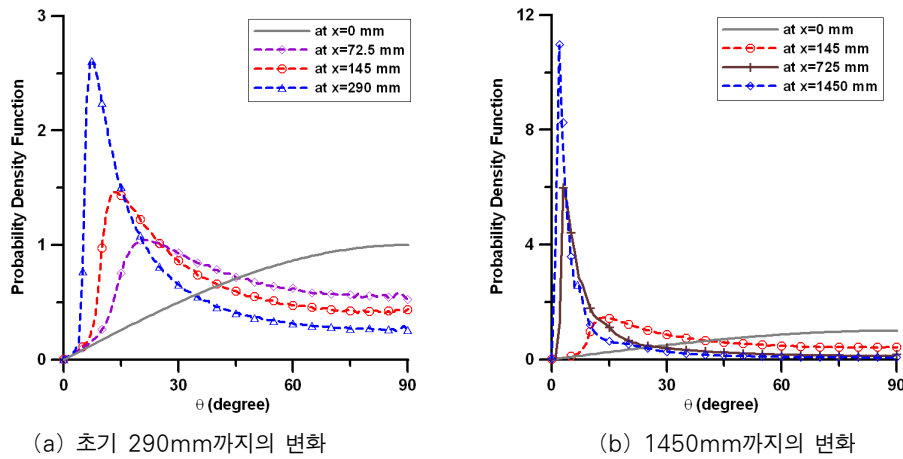 3
2
1
0
0
30
60
90
Probability Density Function
θ (degree)
at x=0 mm
at x=72.5 mm
at x=145 mm
at x=290 mm
(a) 초기 290mm까지의 변화
12
8
4
0
0
30
60
90
Probability Density Function
θ (degree)
at x=0 mm
at x=145 mm
at x=725 mm
at x=1450 mm
(b) 1450mm까지의 변화